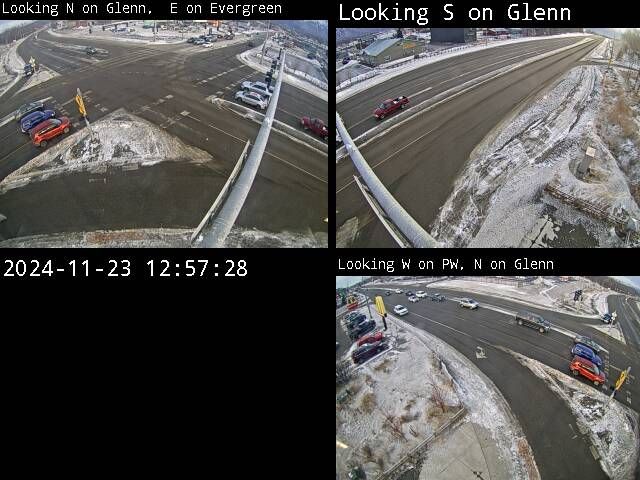 Looking N on Glenn, E on Evergreen
Looking S on Glenn
2024-11-23 12:57:28
Looking W on PW, N on Glenn